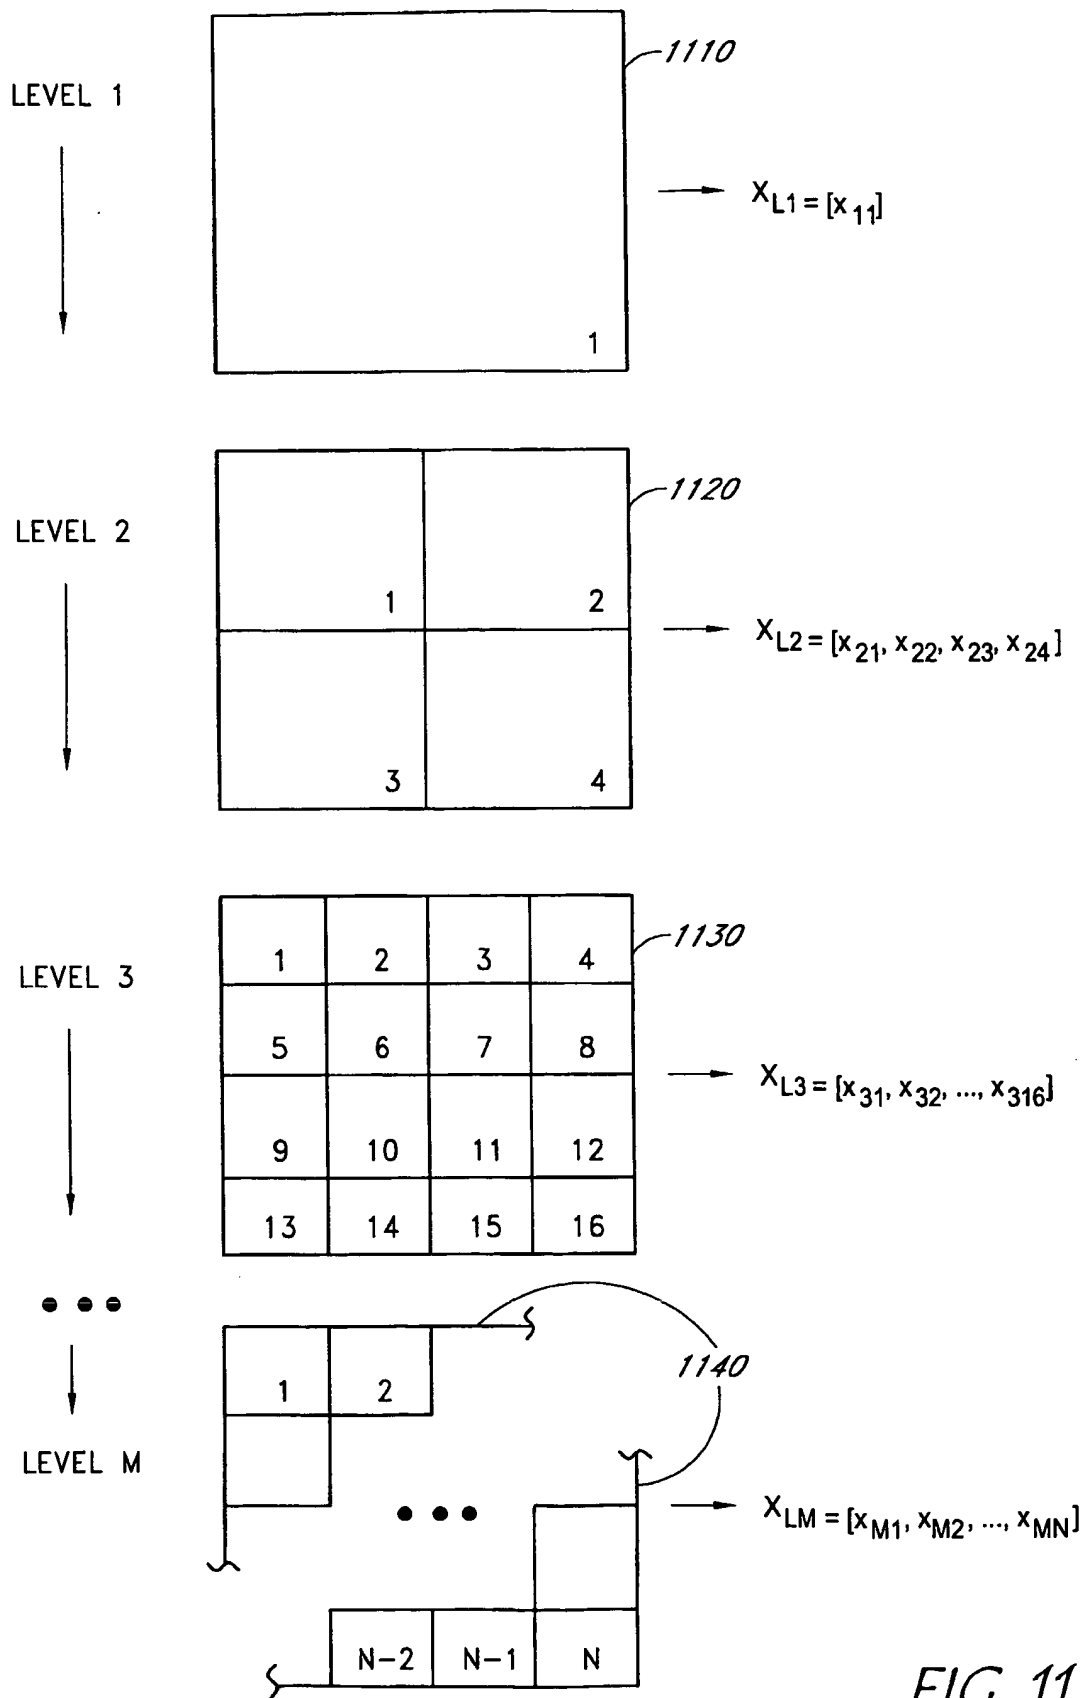 1110
LEVEL 1
X_L1 = [x_11]
1
1120
LEVEL 2
1 2
X_L2 = [x_21, x_22, x_23, x_24]
3 4
1130
1 2 3 4
LEVEL 3
5 6 7 8
X_L3 = [x_31, x_32, ..., x_316]
9 10 11 12
13 14 15 16
1140
1 2
LEVEL M
X_LM = [x_M1, x_M2, ..., x_MN]
N-2 N-1 N
FIG. 11